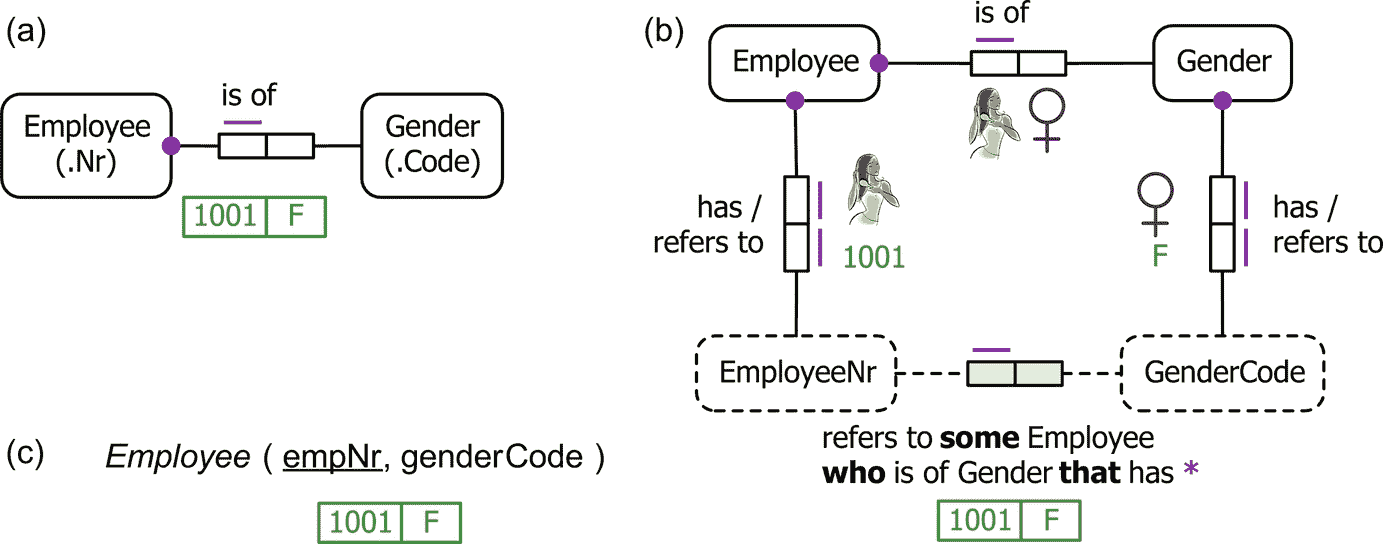 (a)
is of
Employee
(.Nr)
Gender
(.Code)
1001 F
(b)
is of
Employee
Gender
has /
refers to
1001
F
has /
refers to
EmployeeNr
GenderCode
refers to some Employee
who is of Gender that has *
1001 F
(c)
Employee ( empNr, genderCode )
1001 F